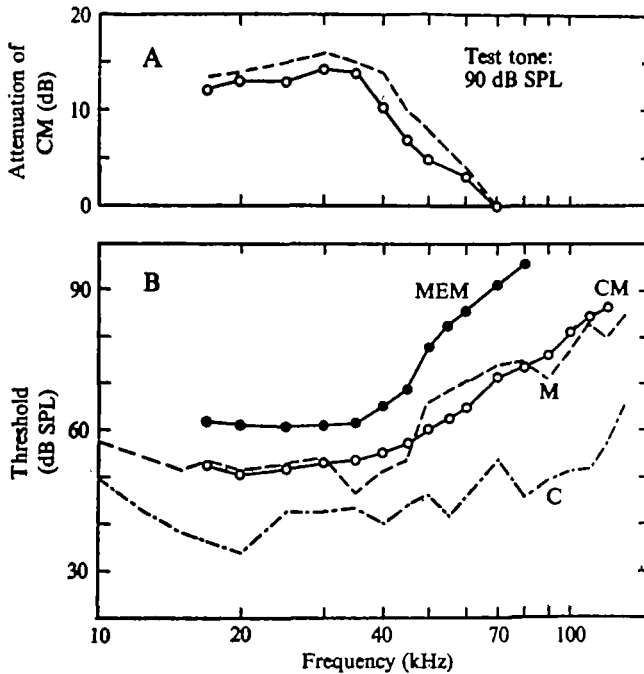 20
A
Test tone:
90 dB SPL
Attenuation of
CM (dB)
10
0
B
MEM
CM
90
M
Threshold
(dB SPL)
60
C
30
10
20
40
70
100
Frequency (kHz)